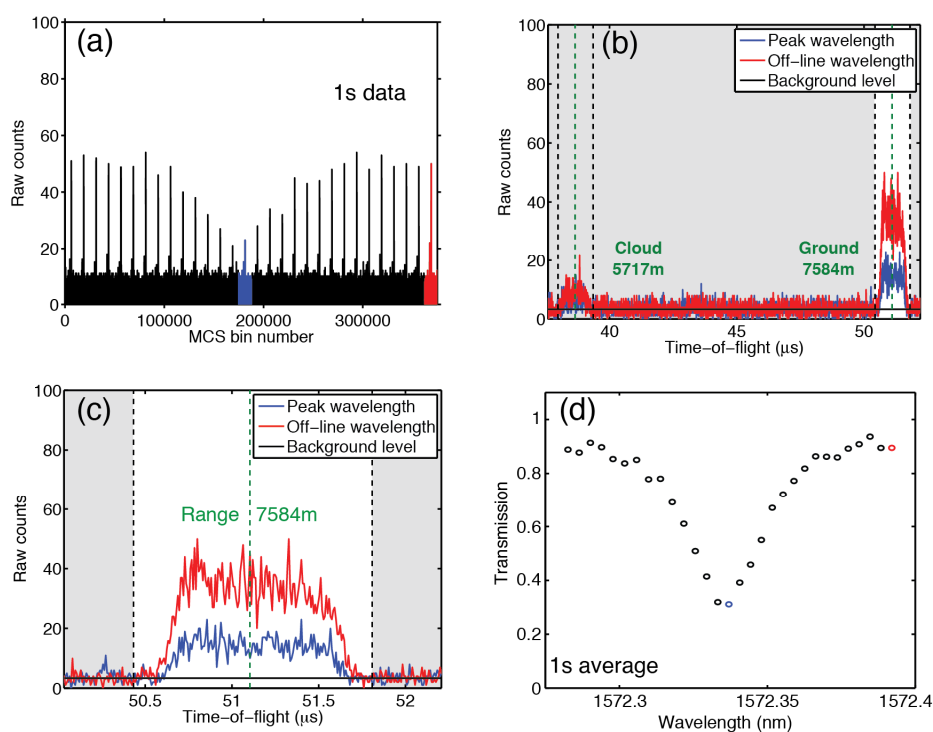 (a)
1s data
Raw counts
100
80
60
40
20
0
0 100000 200000 300000
MCS bin number
(b)
Peak wavelength
Off-line wavelength
Background level
Raw counts
100
80
60
40
20
0
Cloud
5717m
Ground
7584m
40 45 50
Time-of-flight (μs)
(c)
Peak wavelength
Off-line wavelength
Background level
Raw counts
100
80
60
40
20
0
Range 7584m
50.5 51 51.5 52
Time-of-flight (μs)
(d)
Transmission
1
0.8
0.6
0.4
0.2
0
1s average
1572.3 1572.35 1572.4
Wavelength (nm)